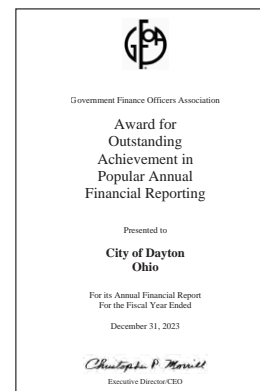 GFOA
Government Finance Officers Association
Award for
Outstanding
Achievement in
Popular Annual
Financial Reporting
Presented to
City of Dayton
Ohio
For its Annual Financial Report
For the Fiscal Year Ended
December 31, 2023
Christopher P. Morrill
Executive Director/CEO